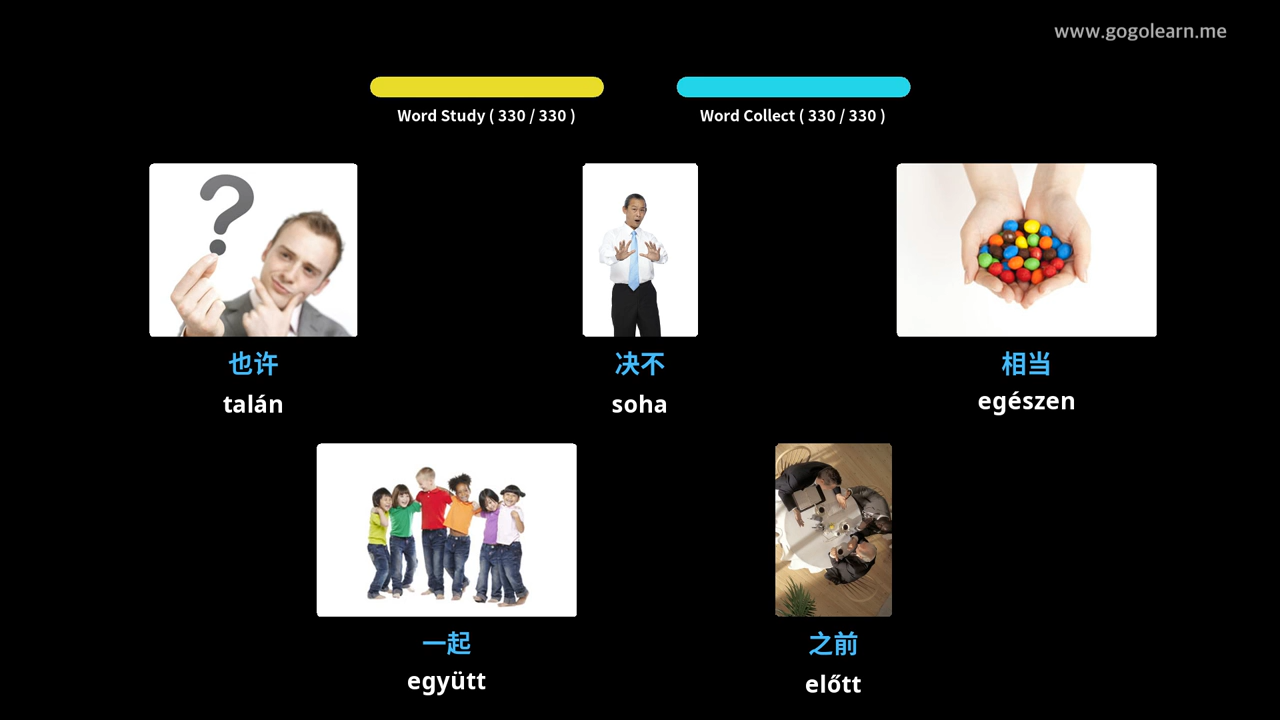 www.gogolearn.me
Word Study ( 330 / 330 )
Word Collect ( 330 / 330 )
也许
talán
决不
soha
相当
egészen
一起
együtt
之前
előtt